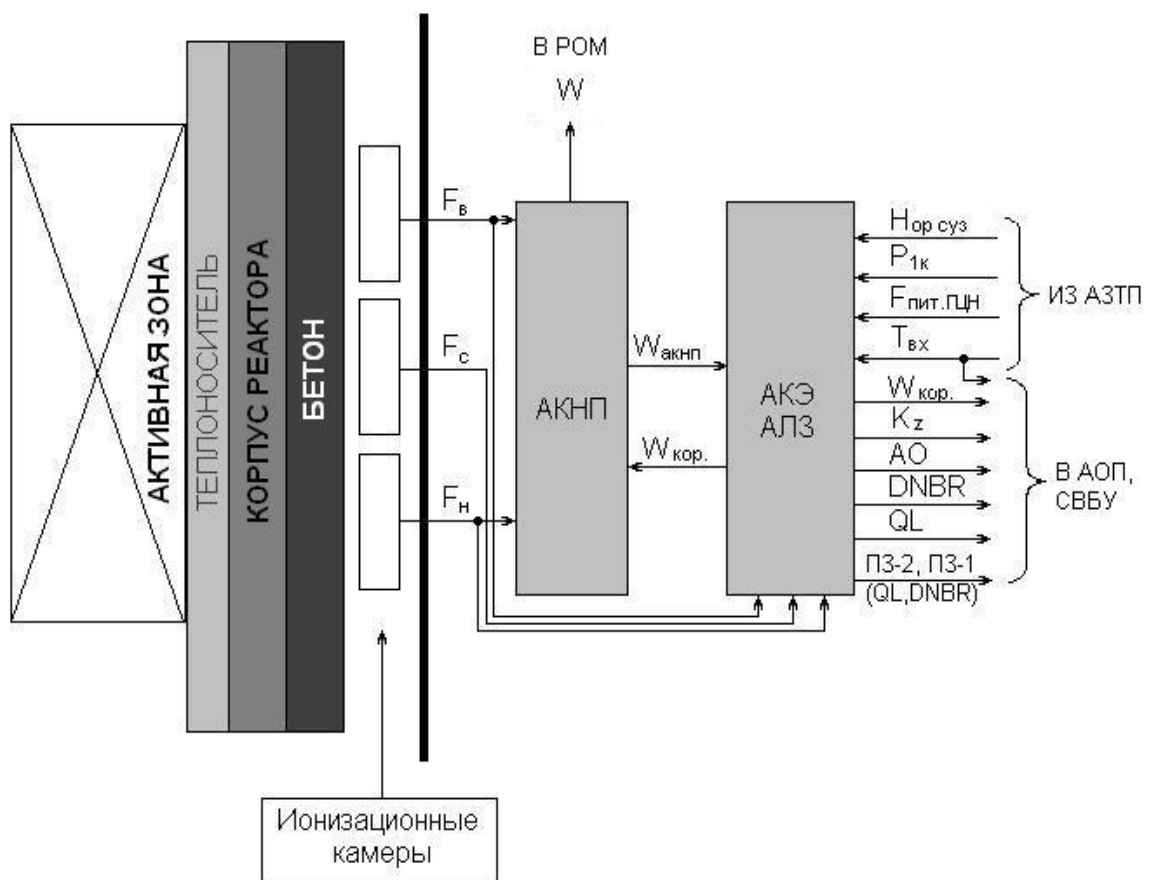 В РОМ
W
АКТИВНАЯ ЗОНА
ТЕПЛОНОСИТЕЛЬ
КОРПУС РЕАКТОРА
БЕТОН
Fв
Fс
Fн
АКНП
Wакнп
Wкор.
АКЭ
АЛЗ
Hор суз
P1к
Fпит.ГЦН
Tвх
ИЗ АЗТП
Wкор.
Kz
AO
DNBR
QL
ПЗ-2, ПЗ-1
(QL,DNBR)
В АОП,
СВБУ
Ионизационные
камеры